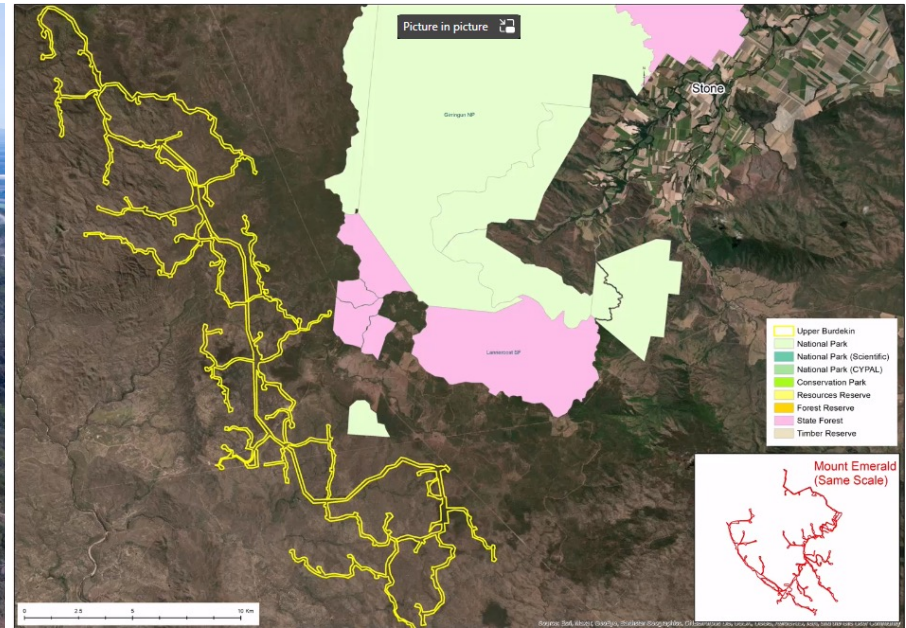 Picture in picture
Stone
Girringun NP
Lannercost SF
Upper Burdekin
National Park
National Park (Scientific)
National Park (CYPAL)
Conservation Park
Resources Reserve
Forest Reserve
State Forest
Timber Reserve
Mount Emerald
(Same Scale)
0 2.5 5 10 Km